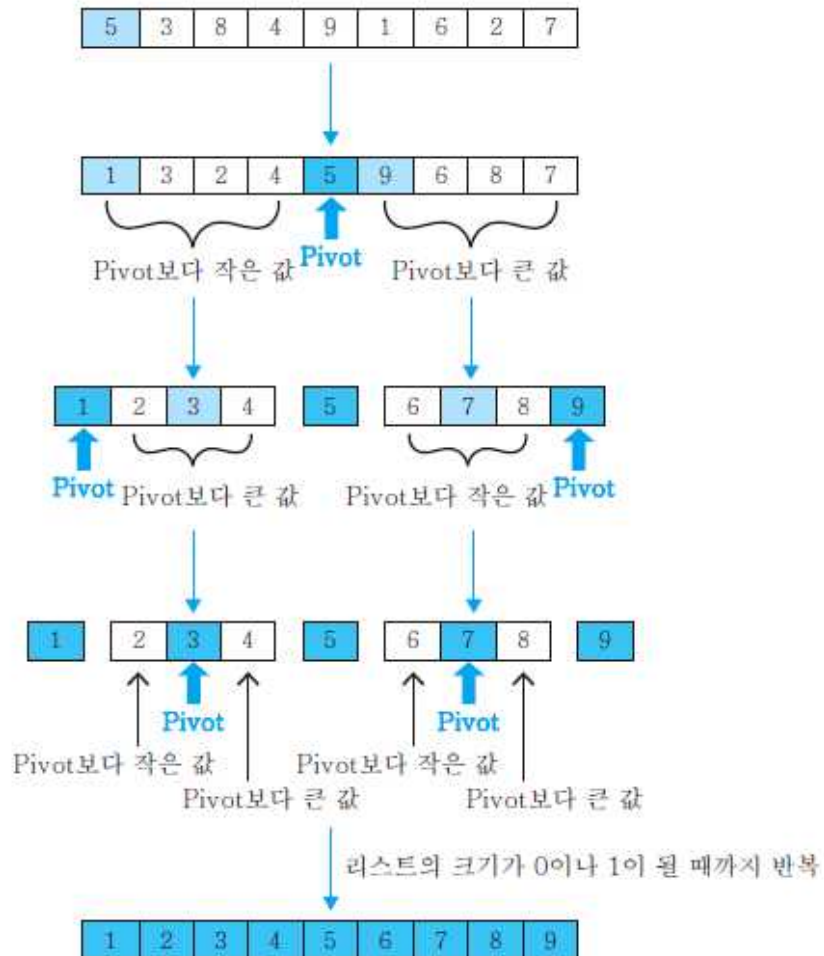 5 3 8 4 9 1 6 2 7
1 3 2 4 5 9 6 8 7
Pivot보다 작은 값 Pivot Pivot보다 큰 값
1 2 3 4 5 6 7 8 9
Pivot Pivot보다 큰 값 Pivot보다 작은 값 Pivot
1 2 3 4 5 6 7 8 9
Pivot Pivot
Pivot보다 작은 값 Pivot보다 작은 값
Pivot보다 큰 값 Pivot보다 큰 값
리스트의 크기가 0이나 1이 될 때까지 반복
1 2 3 4 5 6 7 8 9